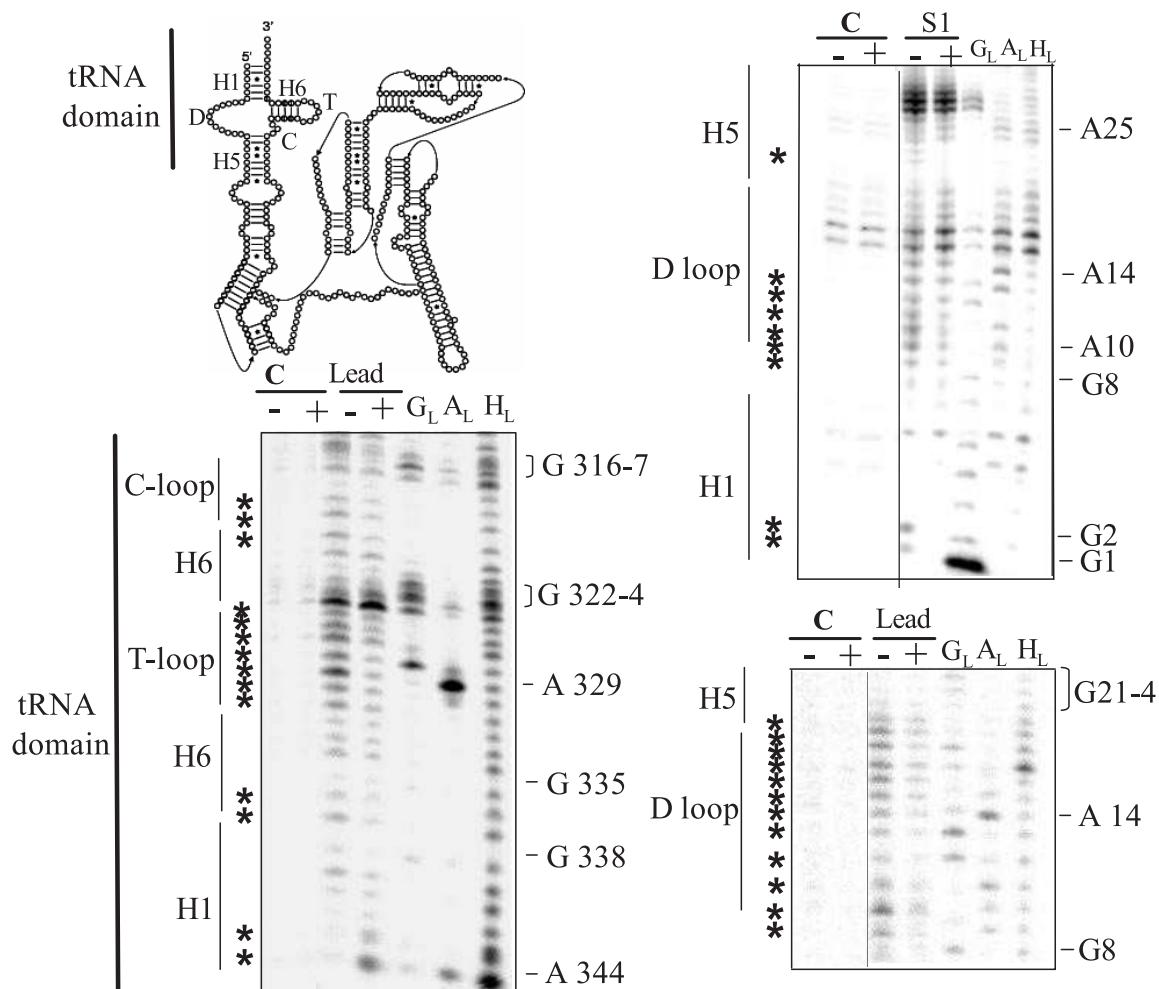 tRNA
domain
3'
5'
H1
H6
T
D
C
H5
C
Lead
- + - + G_L A_L H_L
tRNA
domain
C-loop
H6
T-loop
H6
H1
*
*
*
*
*
*
*
*
*
*
*
*
*
*
G 316-7
G 322-4
A 329
G 335
G 338
A 344
C
S1
- + - + G_L A_L H_L
H5
D loop
H1
*
*
*
*
*
*
*
*
*
A25
A14
A10
G8
G2
G1
C
Lead
- + - + G_L A_L H_L
H5
D loop
*
*
*
*
*
*
*
*
*
*
*
*
G21-4
A 14
G8